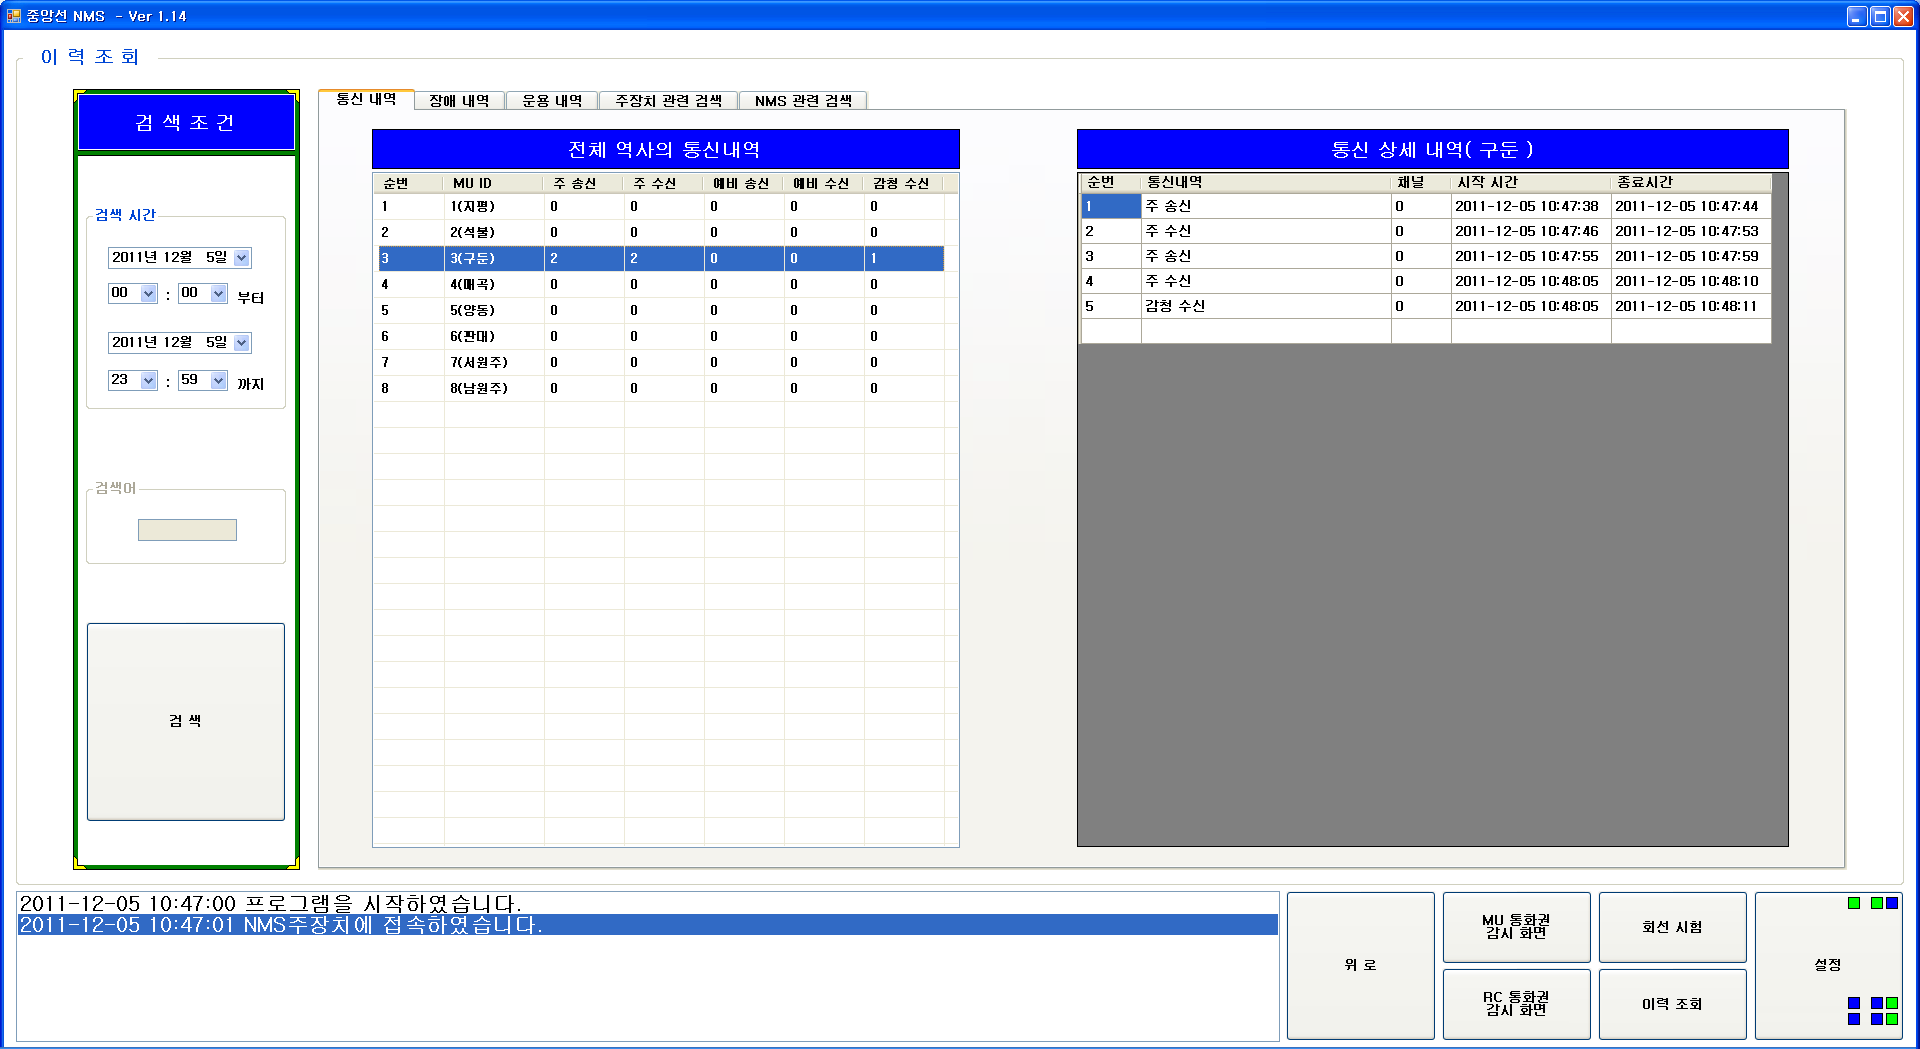 중앙선 NMS - Ver 1.14
이 력 조 회
검 색 조 건
검색 시간
2011년 12월 5일
00 : 00 부터
2011년 12월 5일
23 : 59 까지
검색어
검 색
통신 내역 장애 내역 운용 내역 주장치 관련 검색 NMS 관련 검색
전체 역사의 통신내역
순번 MU ID 주 송신 주 수신 예비 송신 예비 수신 감청 수신
1 1(지평) 0 0 0 0 0
2 2(석불) 0 0 0 0 0
3 3(구둔) 2 2 0 0 1
4 4(매곡) 0 0 0 0 0
5 5(양동) 0 0 0 0 0
6 6(판대) 0 0 0 0 0
7 7(서원주) 0 0 0 0 0
8 8(남원주) 0 0 0 0 0
통신 상세 내역( 구둔 )
순번 통신내역 채널 시작 시간 종료시간
1 주 송신 0 2011-12-05 10:47:38 2011-12-05 10:47:44
2 주 수신 0 2011-12-05 10:47:46 2011-12-05 10:47:53
3 주 송신 0 2011-12-05 10:47:55 2011-12-05 10:47:59
4 주 수신 0 2011-12-05 10:48:05 2011-12-05 10:48:10
5 감청 수신 0 2011-12-05 10:48:05 2011-12-05 10:48:11
2011-12-05 10:47:00 프로그램을 시작하였습니다.
2011-12-05 10:47:01 NMS주장치에 접속하였습니다.
위 로
MU 통화권
감시 화면
회선 시험
설정
RC 통화권
감시 화면
이력 조회